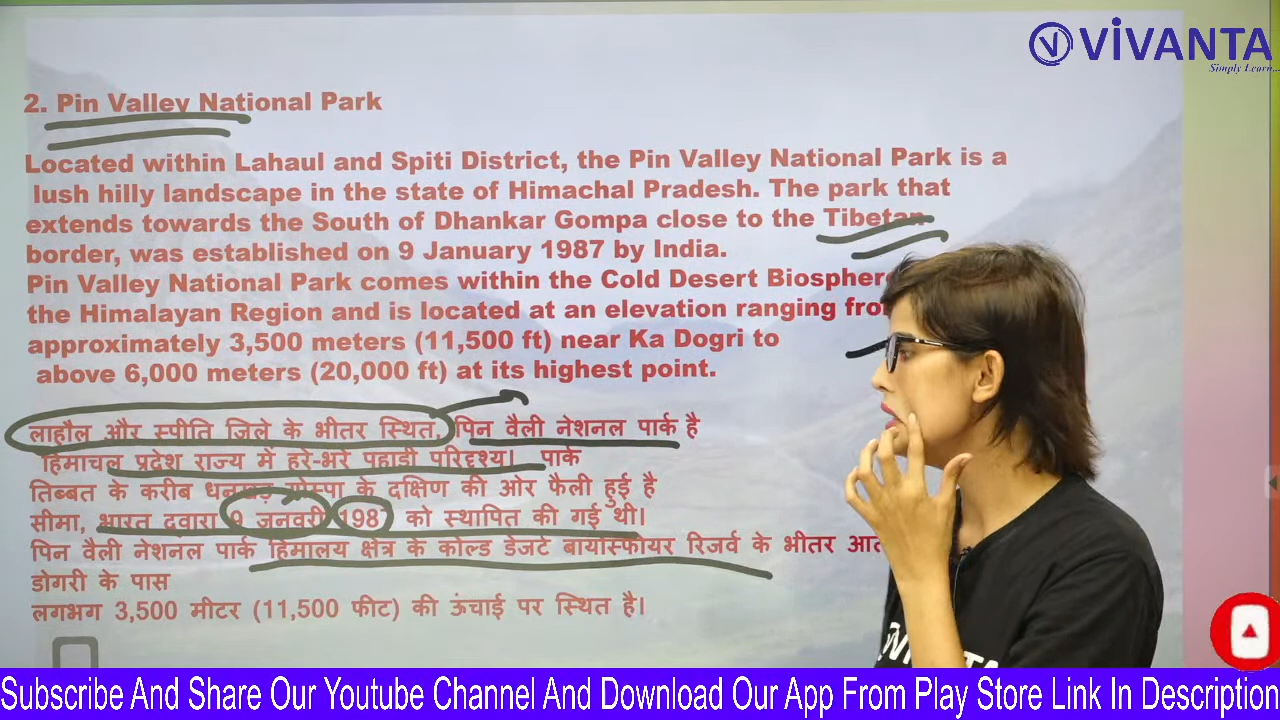 VIVANTA
Simply Learn...
2. Pin Valley National Park
Located within Lahaul and Spiti District, the Pin Valley National Park is a
lush hilly landscape in the state of Himachal Pradesh. The park that
extends towards the South of Dhankar Gompa close to the Tibetan
border, was established on 9 January 1987 by India.
Pin Valley National Park comes within the Cold Desert Biosphere
the Himalayan Region and is located at an elevation ranging from
approximately 3,500 meters (11,500 ft) near Ka Dogri to
above 6,000 meters (20,000 ft) at its highest point.
लाहौल और स्पीति जिले के भीतर स्थित, पिन वैली नेशनल पार्क है
हिमाचल प्रदेश राज्य में हरे-भरे पहाड़ी परिदृश्य। पार्क
तिब्बत के करीब धनखड़ गोम्पा के दक्षिण की ओर फैली हुई है
सीमा, भारत द्वारा 9 जनवरी 1987 को स्थापित की गई थी।
पिन वैली नेशनल पार्क हिमालय क्षेत्र के कोल्ड डेजर्ट बायोस्फीयर रिजर्व के भीतर
डोगरी के पास
लगभग 3,500 मीटर (11,500 फीट) की ऊंचाई पर स्थित है।
Subscribe And Share Our Youtube Channel And Download Our App From Play Store Link In Description